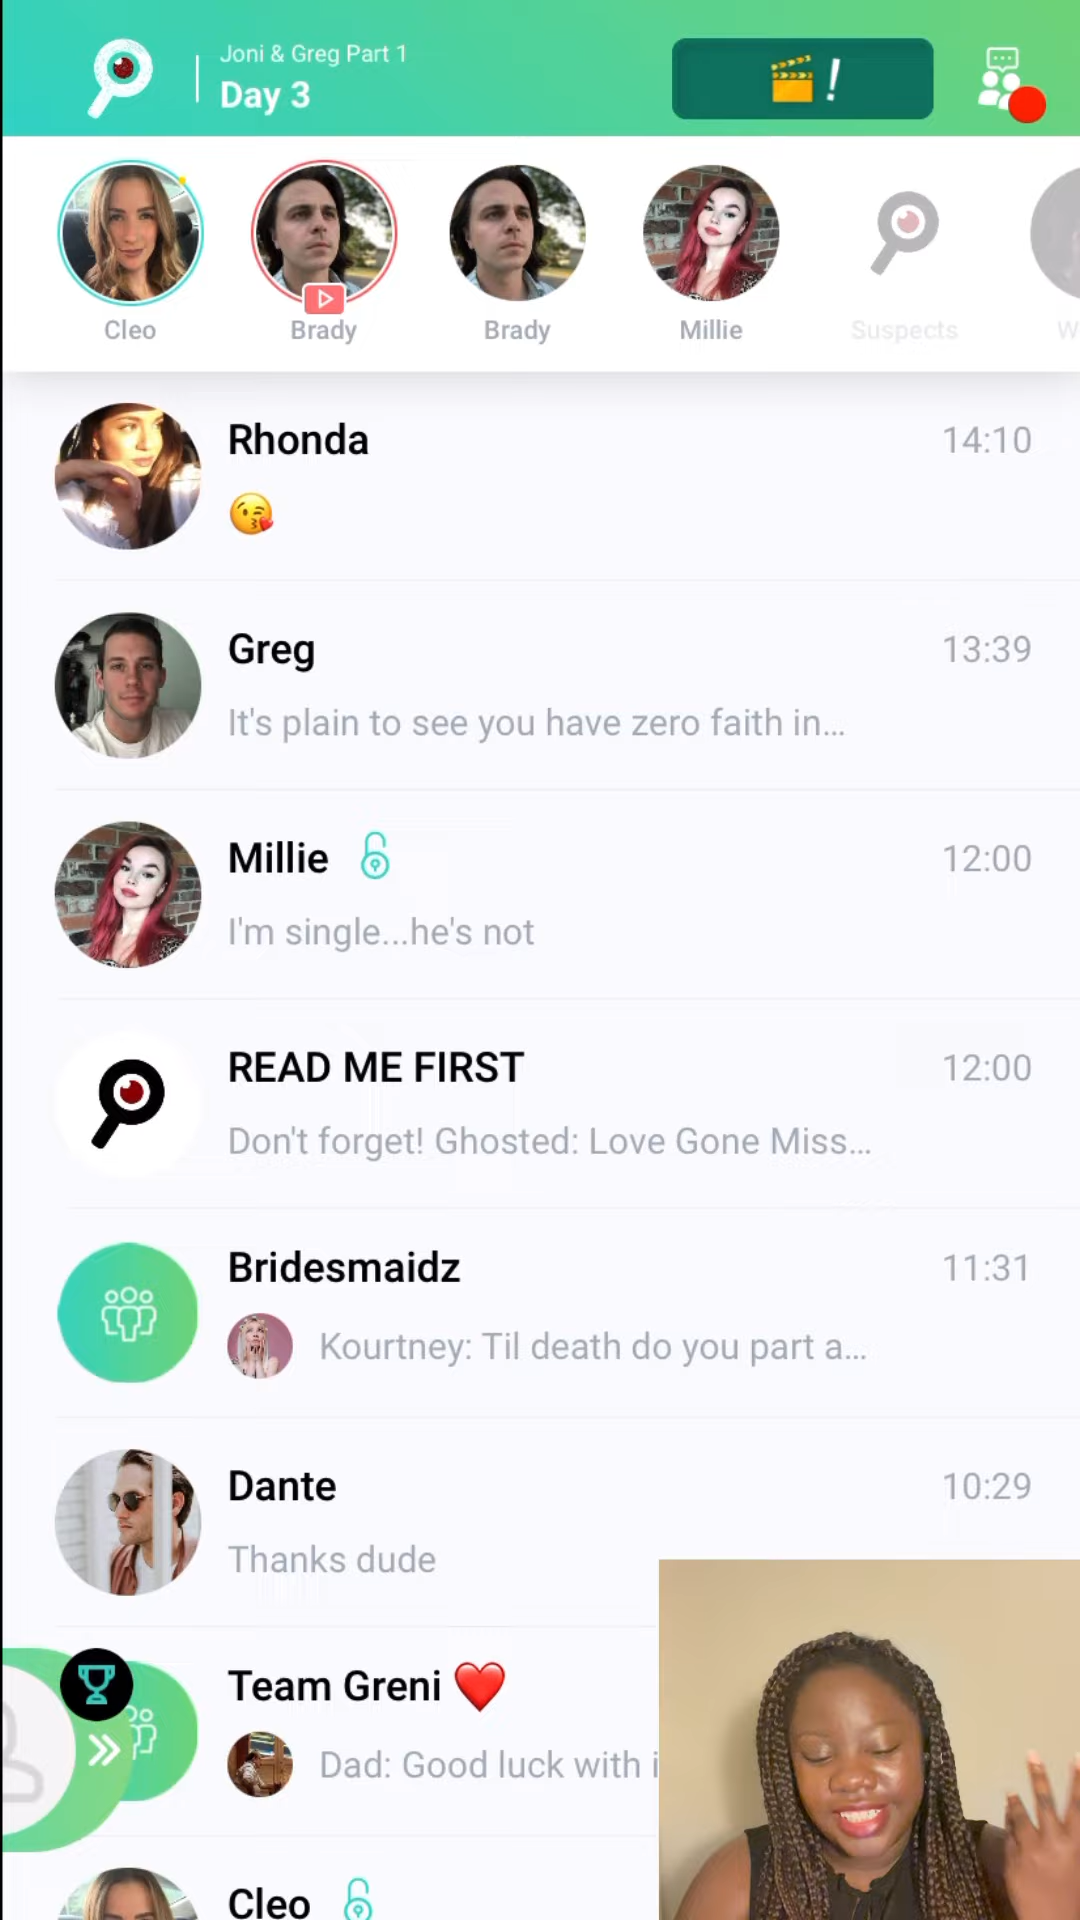 Joni & Greg Part 1
Day 3
!
Cleo
Brady
Brady
Millie
Suspects
W
Rhonda
14:10
😘
Greg
13:39
It's plain to see you have zero faith in...
Millie
12:00
I'm single...he's not
READ ME FIRST
12:00
Don't forget! Ghosted: Love Gone Miss...
Bridesmaidz
11:31
Kourtney: Til death do you part a...
Dante
10:29
Thanks dude
Team Greni ❤️
Dad: Good luck with i
Cleo